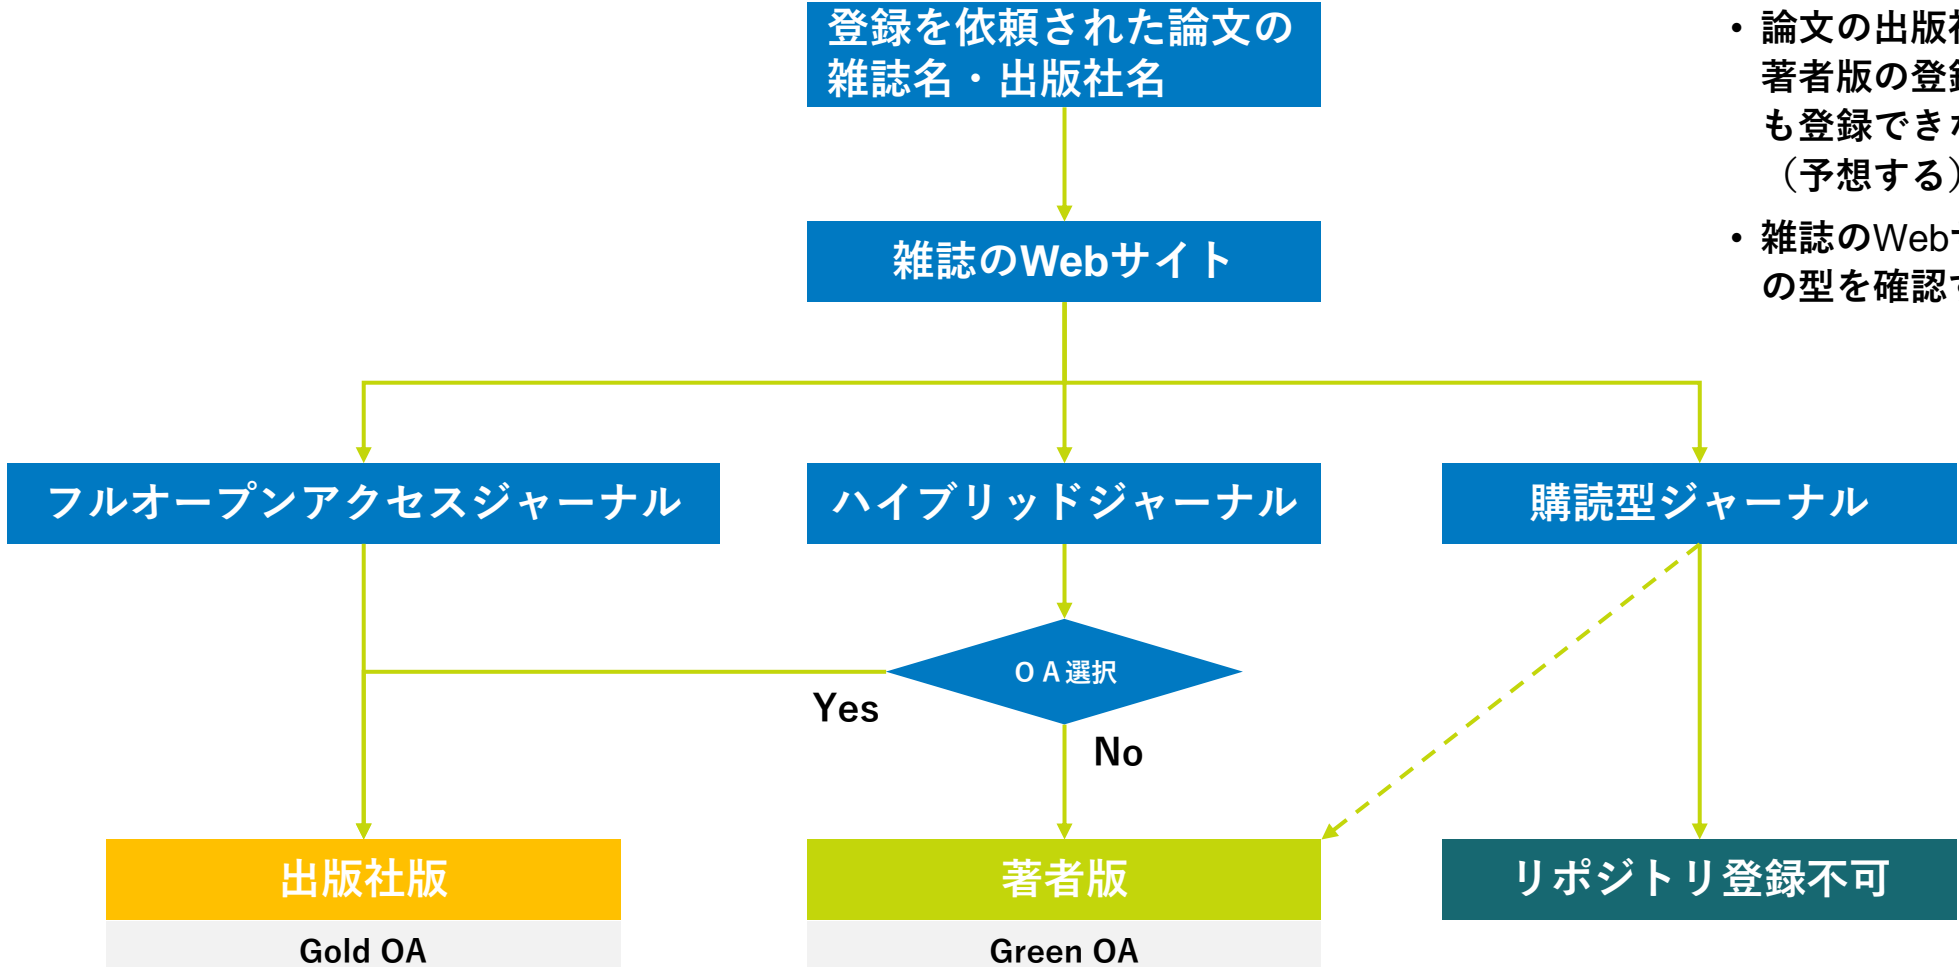 登録を依頼された論文の
雑誌名・出版社名
• 論文の出版
著者版の登
も登録でき
（予想する）
• 雑誌のWeb
の型を確認
雑誌のWebサイト
フルオープンアクセスジャーナル
ハイブリッドジャーナル
購読型ジャーナル
ＯＡ選択
Yes
No
出版社版
著者版
リポジトリ登録不可
Gold OA
Green OA